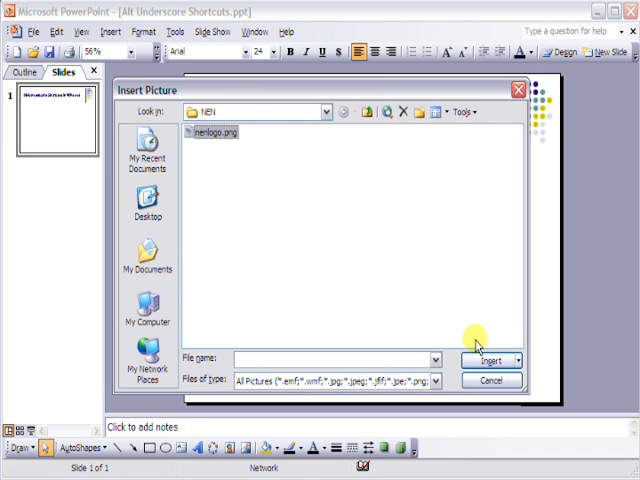 Microsoft PowerPoint - [Alt Underscore Shortcuts.ppt]
File Edit View Insert Format Tools Slide Show Window Help Type a question for help
56% Arial 24 B I U S A Design New Slide
Outline Slides
1
Insert Picture
Look in: NEN Tools
nenlogo.png
My Recent
Documents
Desktop
My Documents
My Computer
My Network
Places
File name: Insert
Files of type: All Pictures (*.emf;*.wmf;*.jpg;*.jpeg;*.jfif;*.jpe;*.png; Cancel
Click to add notes
Draw AutoShapes A
Slide 1 of 1 Network